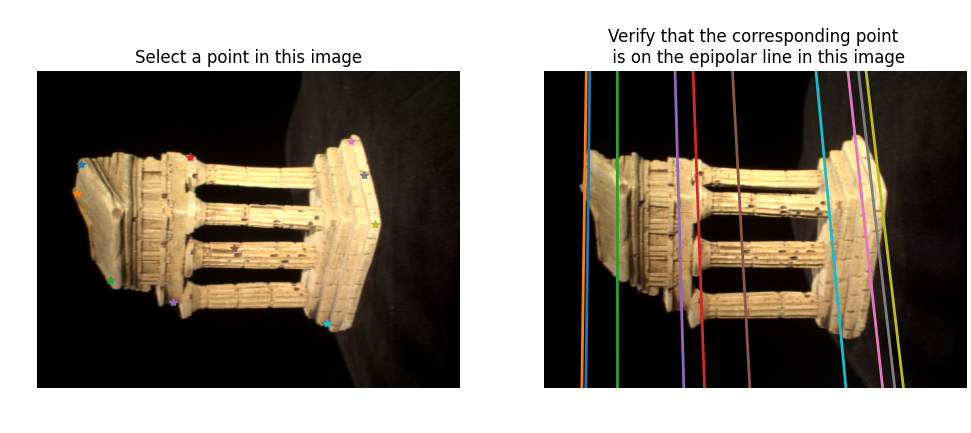 Select a point in this image
Verify that the corresponding point
is on the epipolar line in this image